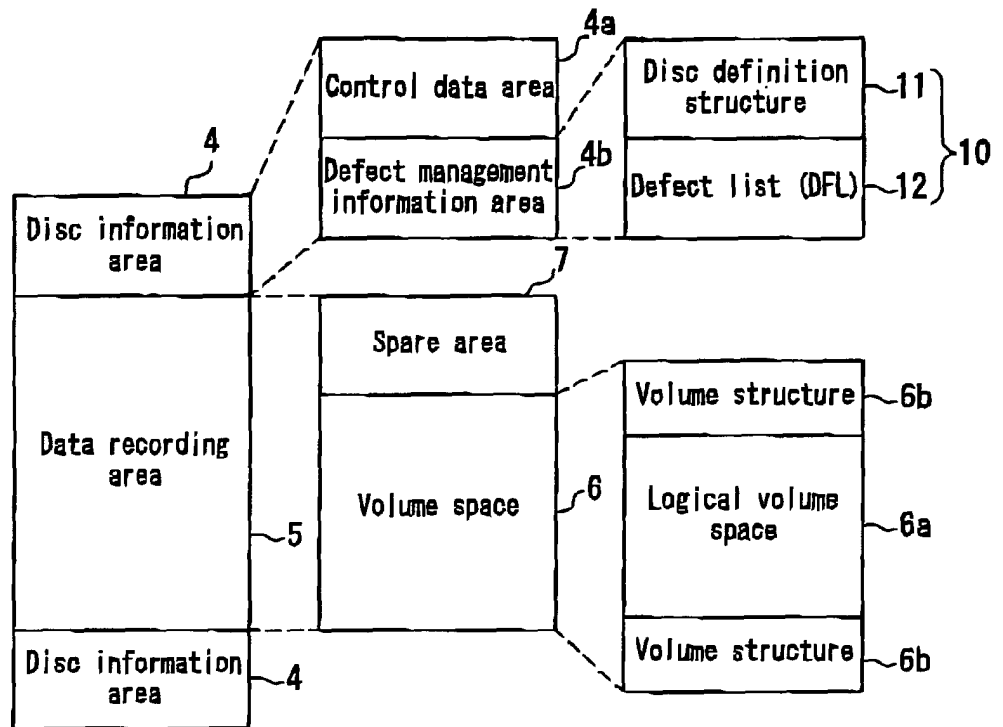 4
Disc information
area
Data recording
area
5
Disc information
area
4
4a
Control data area
4b
Defect management
information area
Disc definition
structure
11
Defect list (DFL)
12
10
7
Spare area
Volume space
6
Volume structure
6b
Logical volume
space
6a
Volume structure
6b